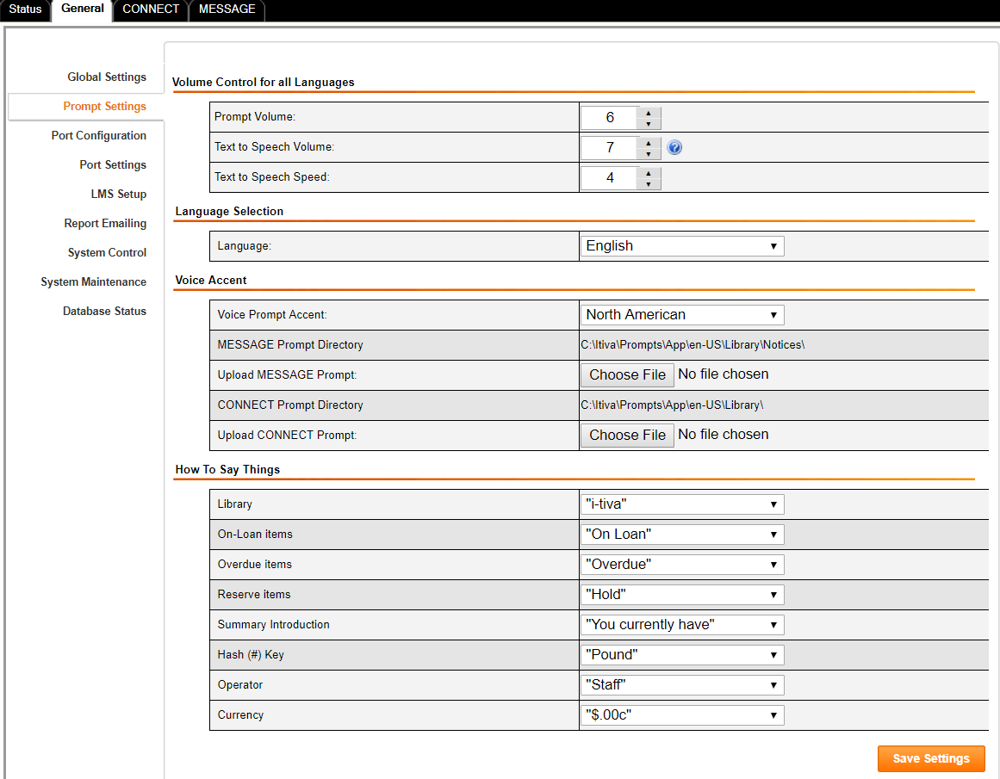 Status General CONNECT MESSAGE
Global Settings
Prompt Settings
Port Configuration
Port Settings
LMS Setup
Report Emailing
System Control
System Maintenance
Database Status
Volume Control for all Languages
Prompt Volume: 6
Text to Speech Volume: 7 ?
Text to Speech Speed: 4
Language Selection
Language: English
Voice Accent
Voice Prompt Accent: North American
MESSAGE Prompt Directory C:\Itiva\Prompts\App\en-US\Library\Notices\
Upload MESSAGE Prompt: Choose File No file chosen
CONNECT Prompt Directory C:\Itiva\Prompts\App\en-US\Library\
Upload CONNECT Prompt: Choose File No file chosen
How To Say Things
Library "i-tiva"
On-Loan items "On Loan"
Overdue items "Overdue"
Reserve items "Hold"
Summary Introduction "You currently have"
Hash (#) Key "Pound"
Operator "Staff"
Currency "$.00c"
Save Settings